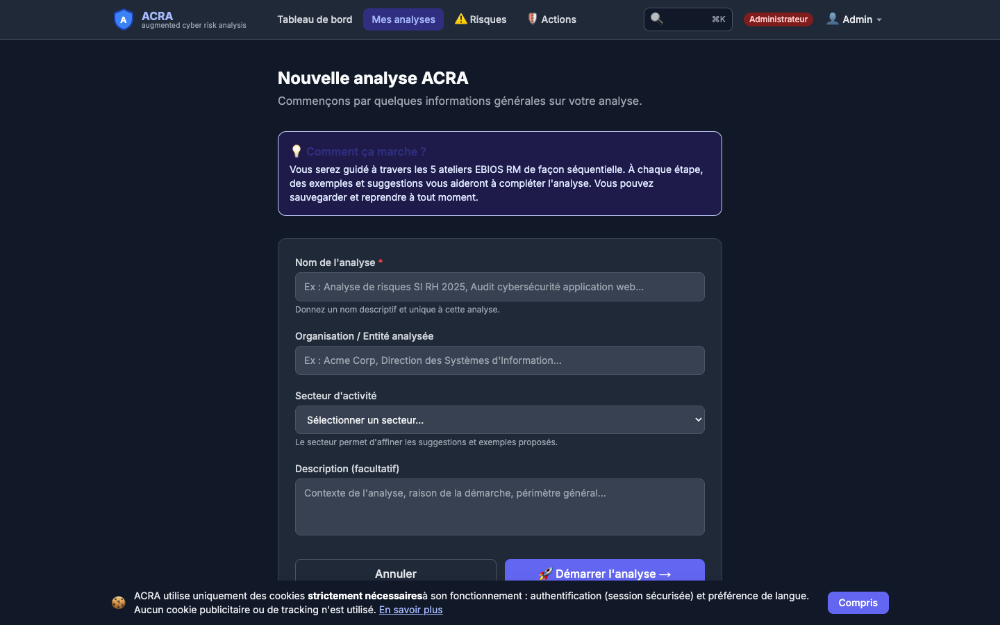 A
ACRA
augmented cyber risk analysis
Tableau de bord
Mes analyses
Risques
Actions
⌘K
Administrateur
Admin
Nouvelle analyse ACRA
Commençons par quelques informations générales sur votre analyse.
Comment ça marche ?
Vous serez guidé à travers les 5 ateliers EBIOS RM de façon séquentielle. À chaque étape,
des exemples et suggestions vous aideront à compléter l'analyse. Vous pouvez
sauvegarder et reprendre à tout moment.
Nom de l'analyse *
Ex : Analyse de risques SI RH 2025, Audit cybersécurité application web...
Donnez un nom descriptif et unique à cette analyse.
Organisation / Entité analysée
Ex : Acme Corp, Direction des Systèmes d'Information...
Secteur d'activité
Sélectionner un secteur...
Le secteur permet d'affiner les suggestions et exemples proposés.
Description (facultatif)
Contexte de l'analyse, raison de la démarche, périmètre général...
Annuler
🚀 Démarrer l'analyse →
ACRA utilise uniquement des cookies strictement nécessairesà son fonctionnement : authentification (session sécurisée) et préférence de langue.
Aucun cookie publicitaire ou de tracking n'est utilisé. En savoir plus
Compris